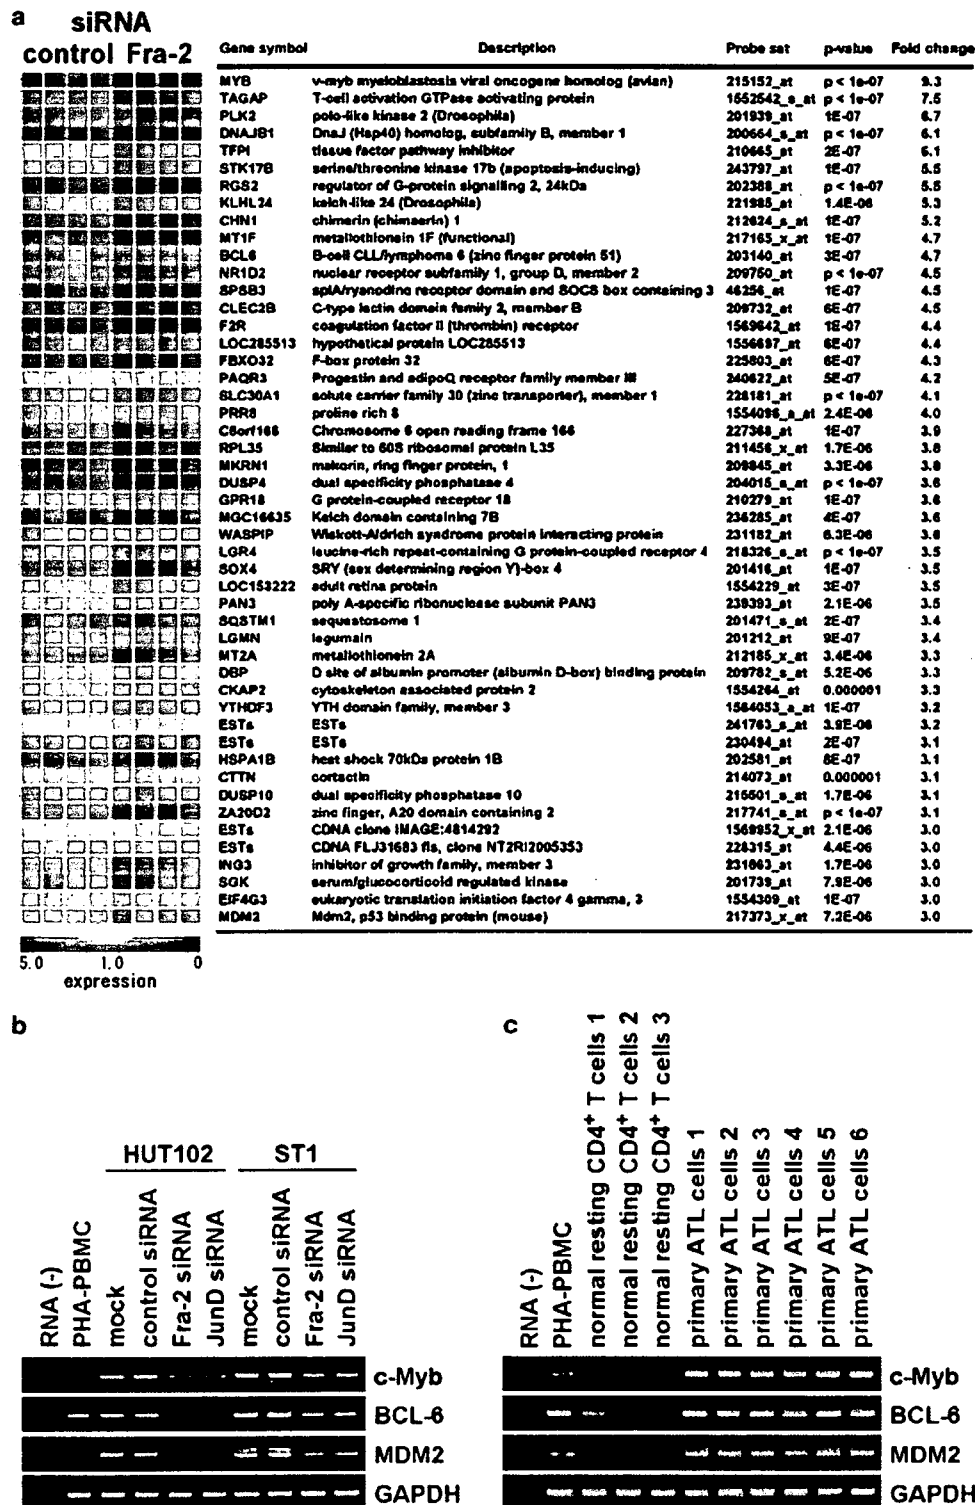 a
siRNA
control Fra-2
Gene symbol Description Probe set p-value Fold change
MYB v-myb myeloblastosis viral oncogene homolog (avian) 215152_at p < 1e-07 9.3
TAGAP T-cell activation GTPase activating protein 1552542_s_at p < 1e-07 7.5
PLK2 polo-like kinase 2 (Drosophila) 201939_at 1E-07 6.7
DNAJB1 DnaJ (Hsp40) homolog, subfamily B, member 1 200664_s_at p < 1e-07 6.1
TFPI tissue factor pathway inhibitor 210665_at 2E-07 6.1
STK17B serine/threonine kinase 17b (apoptosis-inducing) 243797_at 1E-07 5.5
RGS2 regulator of G-protein signalling 2, 24kDa 202388_at p < 1e-07 5.5
KLHL24 kelch-like 24 (Drosophila) 221985_at 1.4E-06 5.3
CHN1 chimerin (chimaerin) 1 212624_s_at 1E-07 5.2
MT1F metallothionein 1F (functional) 217165_x_at 1E-07 4.7
BCL6 B-cell CLL/lymphoma 6 (zinc finger protein 51) 203140_at 3E-07 4.7
NR1D2 nuclear receptor subfamily 1, group D, member 2 209750_at p < 1e-07 4.5
SPSB3 splA/ryanodine receptor domain and SOCS box containing 3 46256_at 1E-07 4.5
CLEC2B C-type lectin domain family 2, member B 209732_at 6E-07 4.5
F2R coagulation factor II (thrombin) receptor 1569642_at 1E-07 4.4
LOC285513 hypothetical protein LOC285513 1556697_at 6E-07 4.4
FBXO32 F-box protein 32 225803_at 6E-07 4.3
PAQR3 Progestin and adipoQ receptor family member III 240622_at 5E-07 4.2
SLC30A1 solute carrier family 30 (zinc transporter), member 1 228181_at p < 1e-07 4.1
PRR8 proline rich 8 1554096_a_at 2.4E-06 4.0
C6orf166 Chromosome 6 open reading frame 166 227368_at 1E-07 3.9
RPL35 Similar to 60S ribosomal protein L35 211456_x_at 1.7E-06 3.8
MKRN1 makorin, ring finger protein, 1 209845_at 3.3E-06 3.8
DUSP4 dual specificity phosphatase 4 204015_s_at p < 1e-07 3.6
GPR18 G protein-coupled receptor 18 210279_at 1E-07 3.6
MGC16635 Kelch domain containing 7B 236285_at 4E-07 3.6
WASPIP Wiskott-Aldrich syndrome protein interacting protein 231182_at 6.3E-06 3.6
LGR4 leucine-rich repeat-containing G protein-coupled receptor 4 218326_s_at p < 1e-07 3.5
SOX4 SRY (sex determining region Y)-box 4 201416_at 1E-07 3.5
LOC153222 adult retina protein 1554229_at 3E-07 3.5
PAN3 poly A-specific ribonuclease subunit PAN3 239393_at 2.1E-06 3.5
SQSTM1 sequestosome 1 201471_s_at 2E-07 3.4
LGMN legumain 201212_at 9E-07 3.4
MT2A metallothionein 2A 212185_x_at 3.4E-06 3.3
DBP D site of albumin promoter (albumin D-box) binding protein 209782_s_at 5.2E-06 3.3
CKAP2 cytoskeleton associated protein 2 1554264_at 0.000001 3.3
YTHDF3 YTH domain family, member 3 1564053_a_at 1E-07 3.2
ESTs ESTs 241763_s_at 3.9E-06 3.2
ESTs ESTs 230494_at 2E-07 3.1
HSPA1B heat shock 70kDa protein 1B 202581_at 8E-07 3.1
CTTN cortactin 214073_at 0.000001 3.1
DUSP10 dual specificity phosphatase 10 215501_s_at 1.7E-06 3.1
ZA20D2 zinc finger, A20 domain containing 2 217741_s_at p < 1e-07 3.1
ESTs CDNA clone IMAGE:4814292 1569952_x_at 2.1E-06 3.0
ESTs CDNA FLJ31683 fis, clone NT2RI2005353 228315_at 4.4E-06 3.0
ING3 inhibitor of growth family, member 3 231863_at 1.7E-06 3.0
SGK serum/glucocorticoid regulated kinase 201739_at 7.9E-06 3.0
EIF4G3 eukaryotic translation initiation factor 4 gamma, 3 1554309_at 1E-07 3.0
MDM2 Mdm2, p53 binding protein (mouse) 217373_x_at 7.2E-06 3.0
5.0 1.0 0
expression
b
HUT102 ST1
RNA (-)
PHA-PBMC
mock
control siRNA
Fra-2 siRNA
JunD siRNA
mock
control siRNA
Fra-2 siRNA
JunD siRNA
c-Myb
BCL-6
MDM2
GAPDH
c
RNA (-)
PHA-PBMC
normal resting CD4+ T cells 1
normal resting CD4+ T cells 2
normal resting CD4+ T cells 3
primary ATL cells 1
primary ATL cells 2
primary ATL cells 3
primary ATL cells 4
primary ATL cells 5
primary ATL cells 6
c-Myb
BCL-6
MDM2
GAPDH